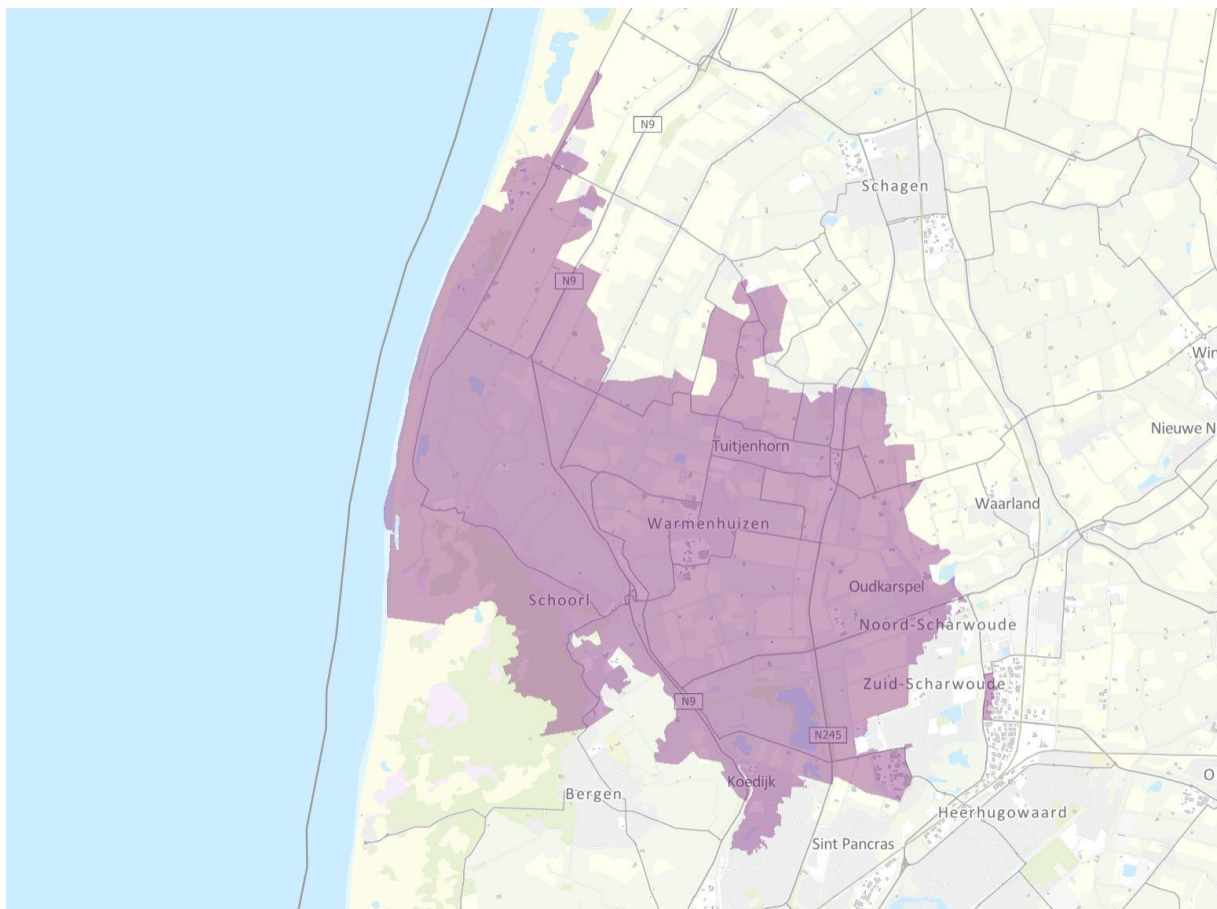 N9
Schagen
N9
Win
Tuitjenhorn
Nieuwe N
Waarland
Warmenhuizen
Oudkarspel
Schoorl
Noord-Scharwoude
Zuid-Scharwoude
N9
N245
O
Koedijk
Bergen
Heerhugowaard
Sint Pancras